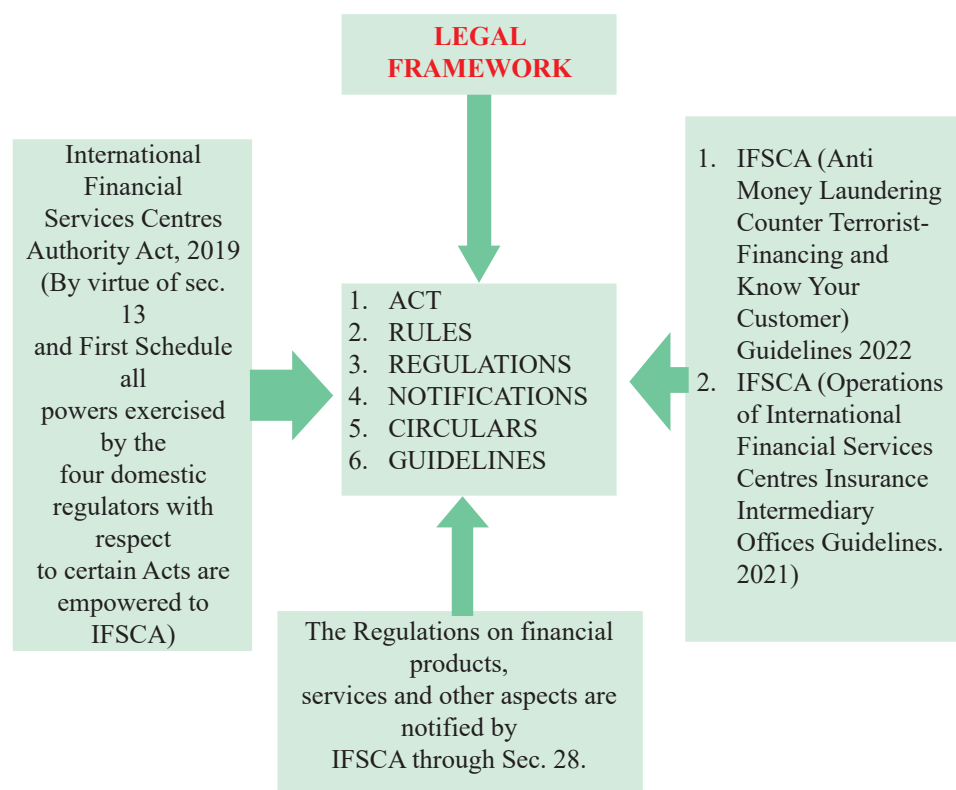 LEGAL
FRAMEWORK
International
Financial
Services Centres
Authority Act, 2019
(By virtue of sec.
13
and First Schedule
all
powers exercised
by the
four domestic
regulators with
respect
to certain Acts are
empowered to
IFSCA)
1. ACT
2. RULES
3. REGULATIONS
4. NOTIFICATIONS
5. CIRCULARS
6. GUIDELINES
1. IFSCA (Anti
Money Laundering
Counter Terrorist-
Financing and
Know Your
Customer)
Guidelines 2022
2. IFSCA (Operations
of International
Financial Services
Centres Insurance
Intermediary
Offices Guidelines.
2021)
The Regulations on financial
products,
services and other aspects are
notified by
IFSCA through Sec. 28.